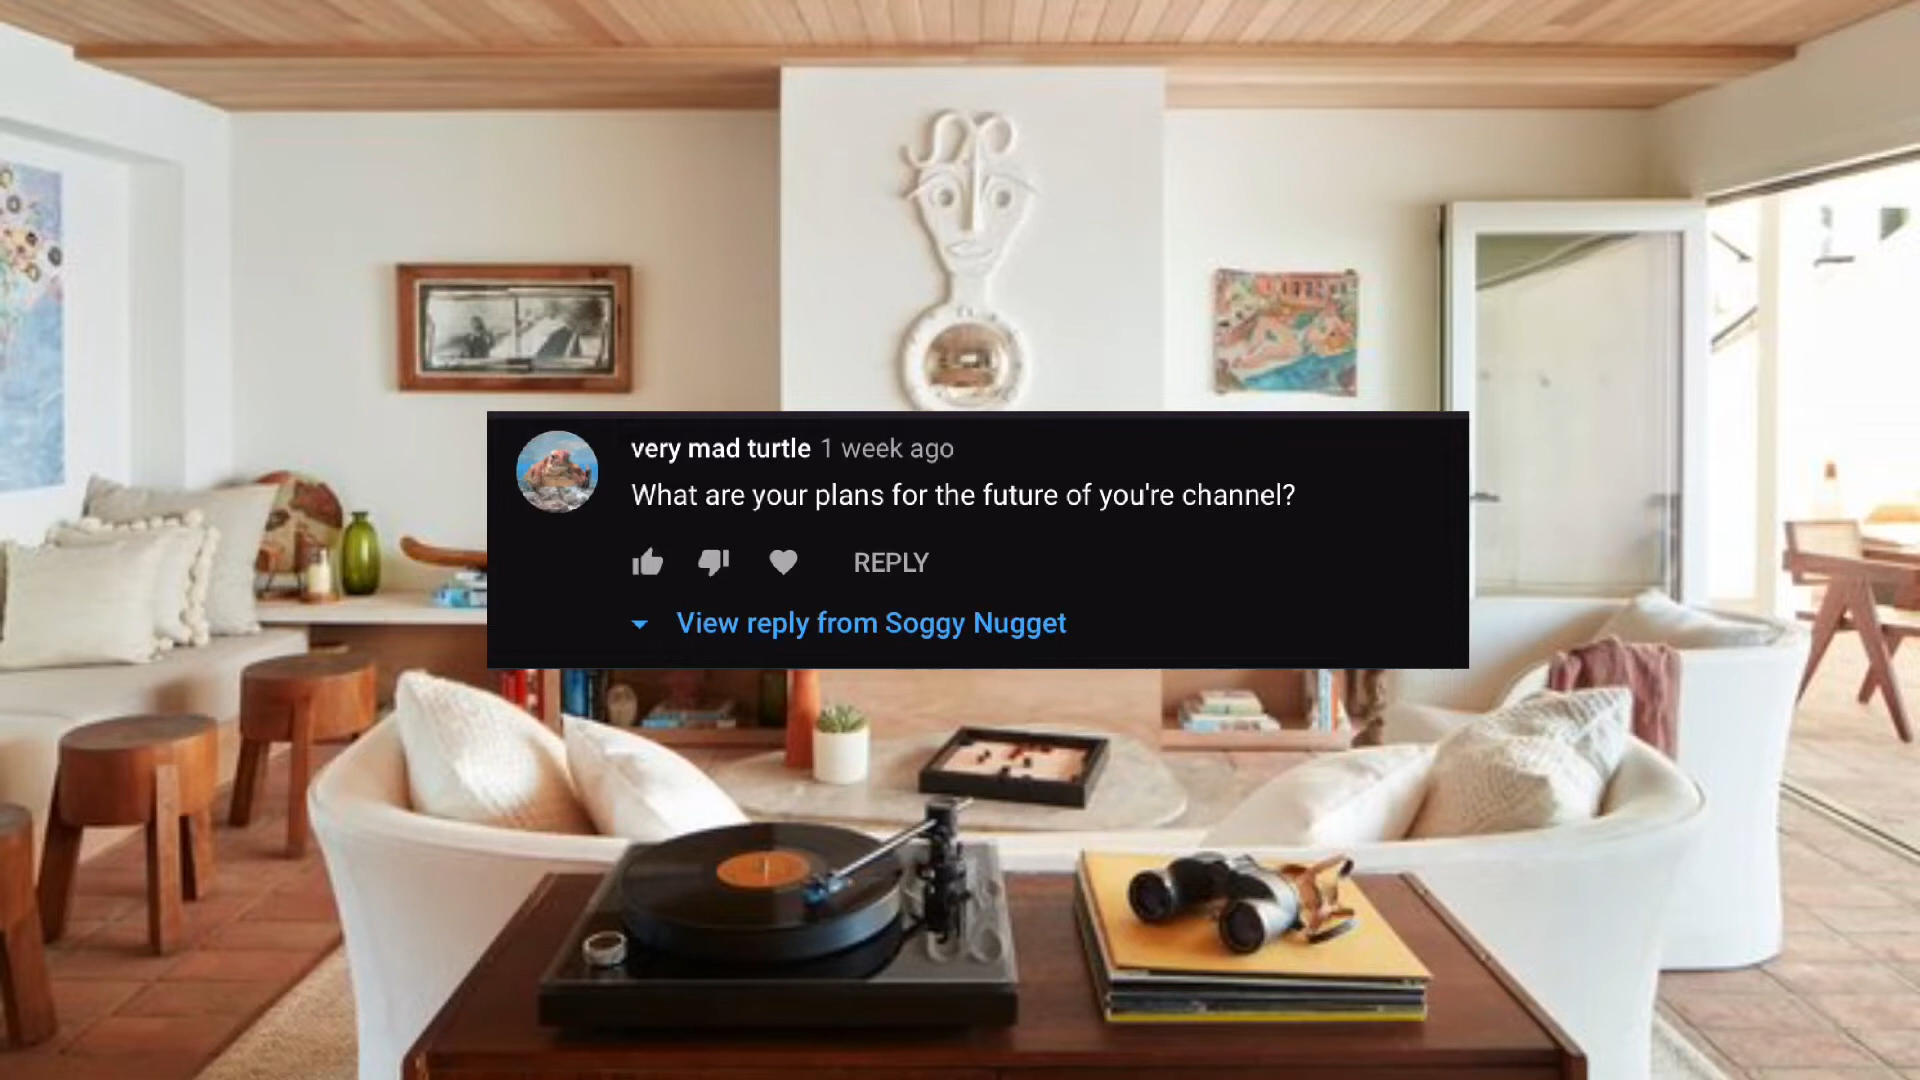 very mad turtle 1 week ago
What are your plans for the future of you're channel?
REPLY
View reply from Soggy Nugget